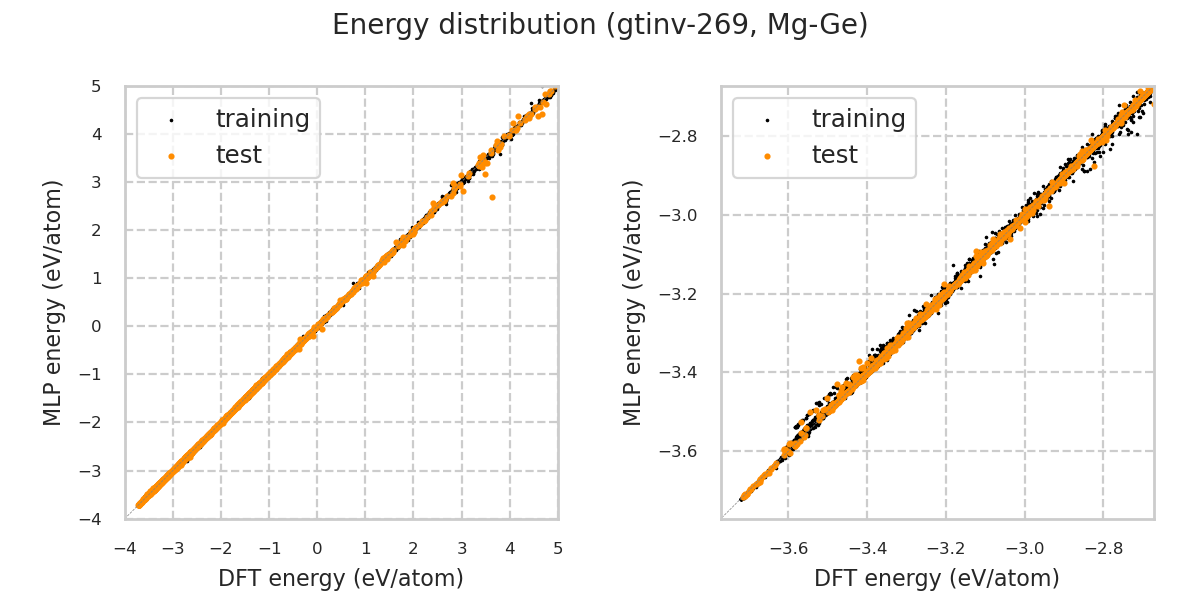 Energy distribution (gtinv-269, Mg-Ge)
training
test
5
4
3
2
1
0
−1
−2
−3
−4
MLP energy (eV/atom)
−4 −3 −2 −1 0 1 2 3 4 5
DFT energy (eV/atom)
training
test
−2.8
−3.0
−3.2
−3.4
−3.6
MLP energy (eV/atom)
−3.6 −3.4 −3.2 −3.0 −2.8
DFT energy (eV/atom)